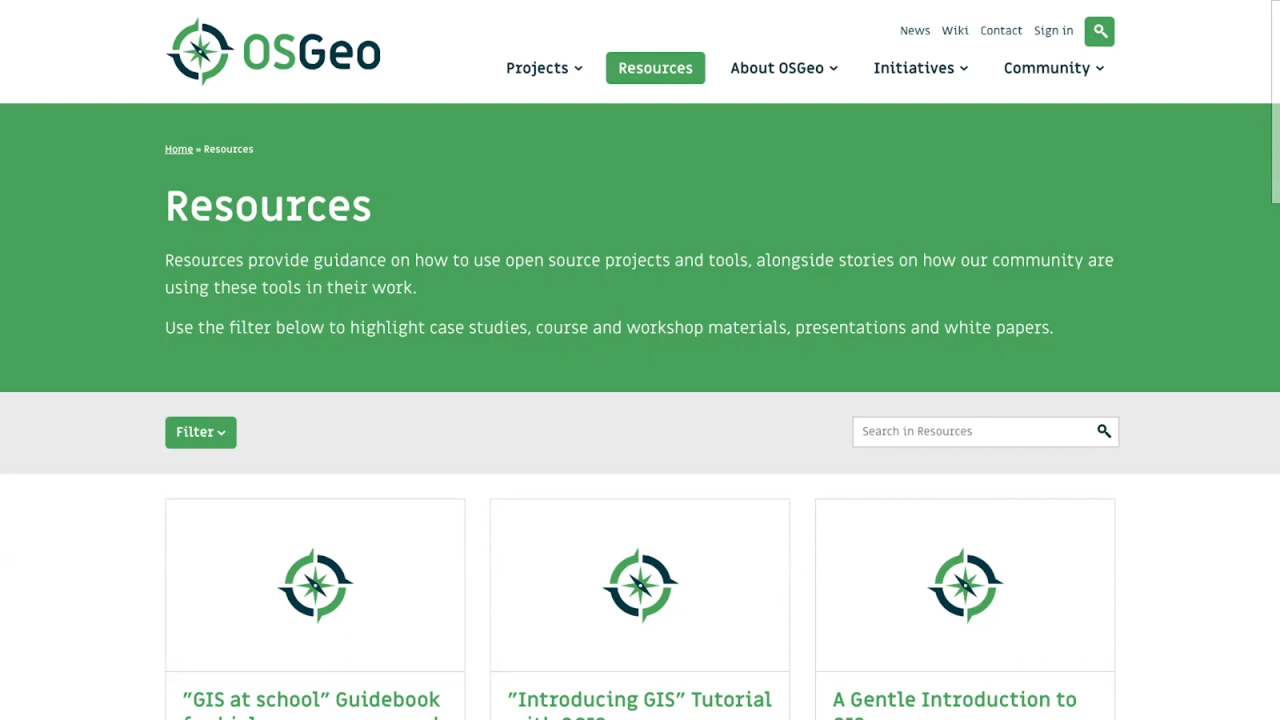 OSGeo
News Wiki Contact Sign in
Projects Resources About OSGeo Initiatives Community
Home » Resources
Resources
Resources provide guidance on how to use open source projects and tools, alongside stories on how our community are
using these tools in their work.
Use the filter below to highlight case studies, course and workshop materials, presentations and white papers.
Filter
Search in Resources
"GIS at school" Guidebook
"Introducing GIS" Tutorial
A Gentle Introduction to